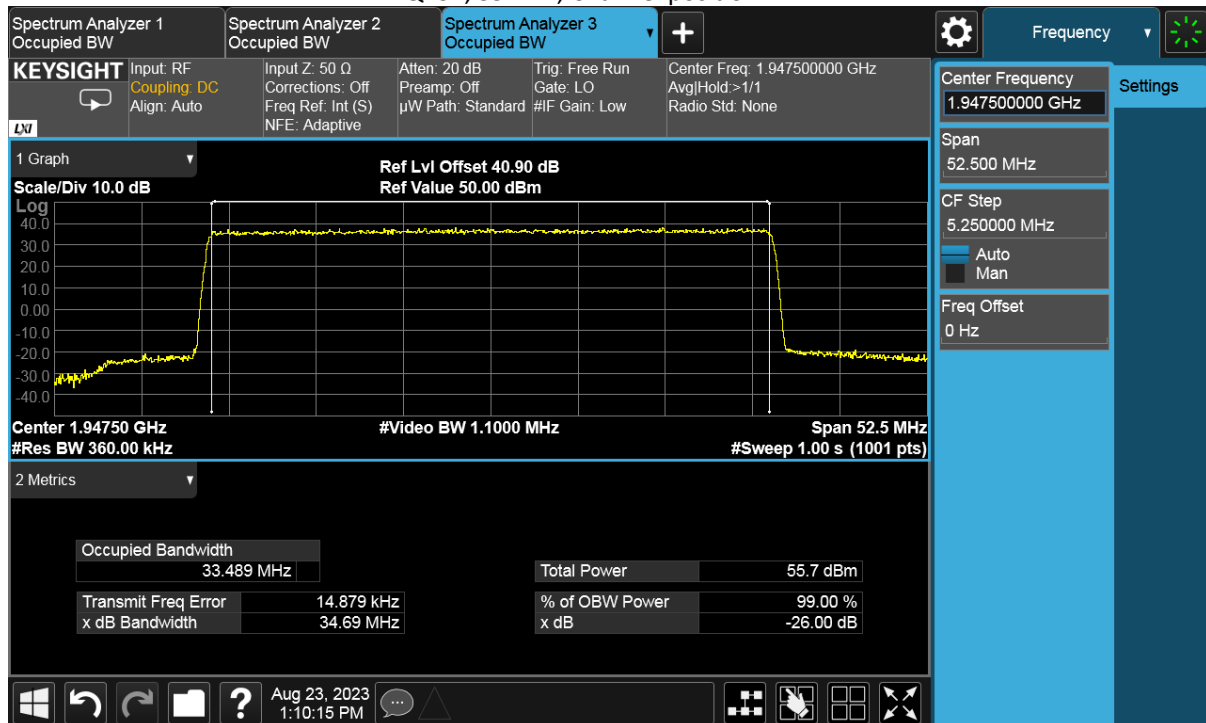 Spectrum Analyzer 1
Occupied BW
Spectrum Analyzer 2
Occupied BW
Spectrum Analyzer 3
Occupied BW
Frequency
KEYSIGHT
LXI
Input: RF
Coupling: DC
Align: Auto
Input Z: 50 Ω
Corrections: Off
Freq Ref: Int (S)
NFE: Adaptive
Atten: 20 dB
Preamp: Off
µW Path: Standard
Trig: Free Run
Gate: LO
#IF Gain: Low
Center Freq: 1.947500000 GHz
Avg|Hold:>1/1
Radio Std: None
Center Frequency
1.947500000 GHz
Settings
Span
52.500 MHz
CF Step
5.250000 MHz
Auto
Man
Freq Offset
0 Hz
1 Graph
Scale/Div 10.0 dB
Ref Lvl Offset 40.90 dB
Ref Value 50.00 dBm
Log
40.0
30.0
20.0
10.0
0.00
-10.0
-20.0
-30.0
-40.0
Center 1.94750 GHz
#Video BW 1.1000 MHz
Span 52.5 MHz
#Res BW 360.00 kHz
#Sweep 1.00 s (1001 pts)
2 Metrics
Occupied Bandwidth
33.489 MHz
Total Power 55.7 dBm
Transmit Freq Error 14.879 kHz
% of OBW Power 99.00 %
x dB Bandwidth 34.69 MHz
x dB -26.00 dB
?
Aug 23, 2023
1:10:15 PM